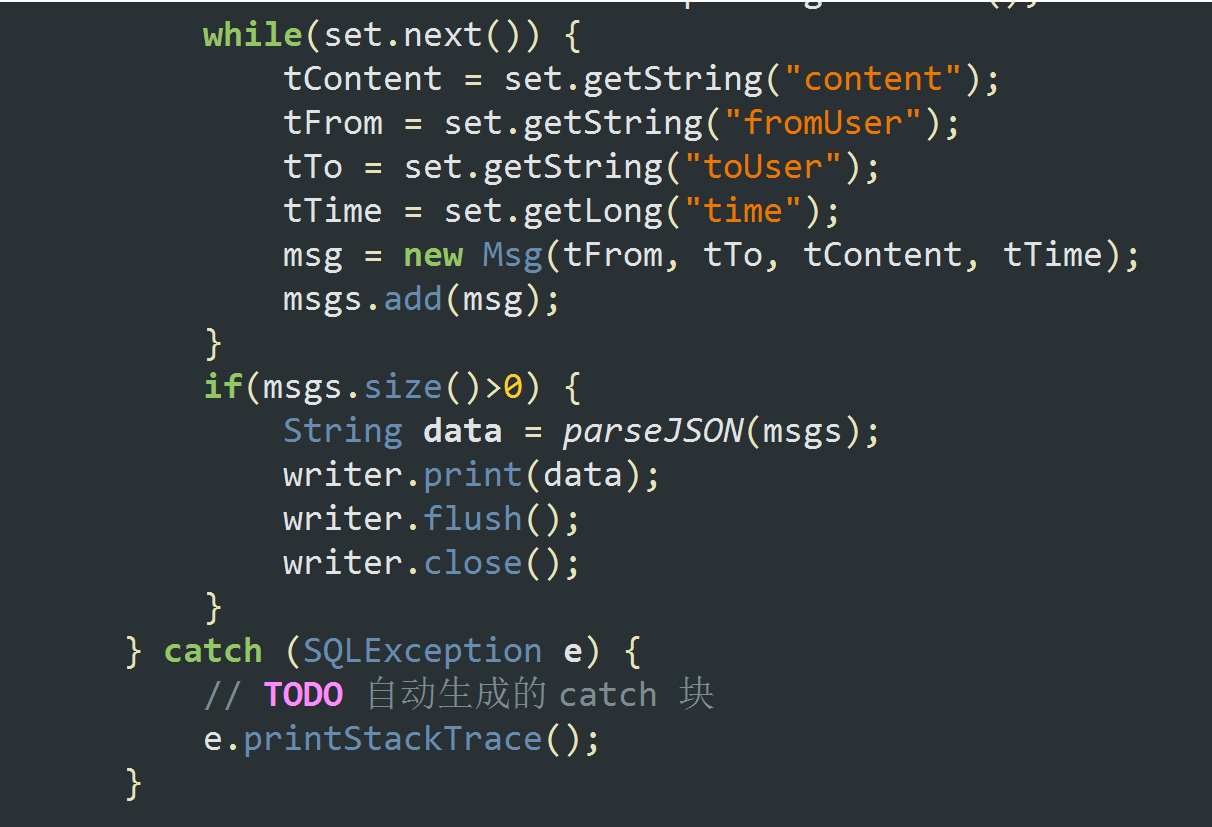 while(set.next()) {
tContent = set.getString("content");
tFrom = set.getString("fromUser");
tTo = set.getString("toUser");
tTime = set.getLong("time");
msg = new Msg(tFrom, tTo, tContent, tTime);
msgs.add(msg);
}
if(msgs.size()>0) {
String data = parseJSON(msgs);
writer.print(data);
writer.flush();
writer.close();
}
} catch (SQLException e) {
// TODO 自动生成的 catch 块
e.printStackTrace();
}